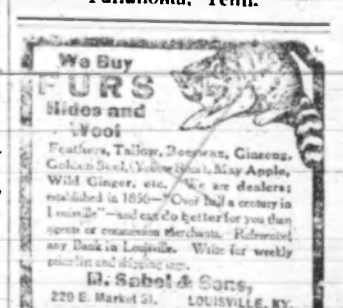 Tullahoma, Tenn.
We Buy
FURS
Hides and
Wool
Feathers, Tallow, Beeswax, Ginseng,
Golden Seal, (Yellow Root), May Apple,
Wild Ginger, etc. We are dealers;
established in 1856—"Over half a century in
Louisville"—and can do better for you than
agents or commission merchants. Reference,
any Bank in Louisville. Write for weekly
price list and shipping tags.
M. Sabel & Sons,
229 E. Market St. LOUISVILLE, KY.